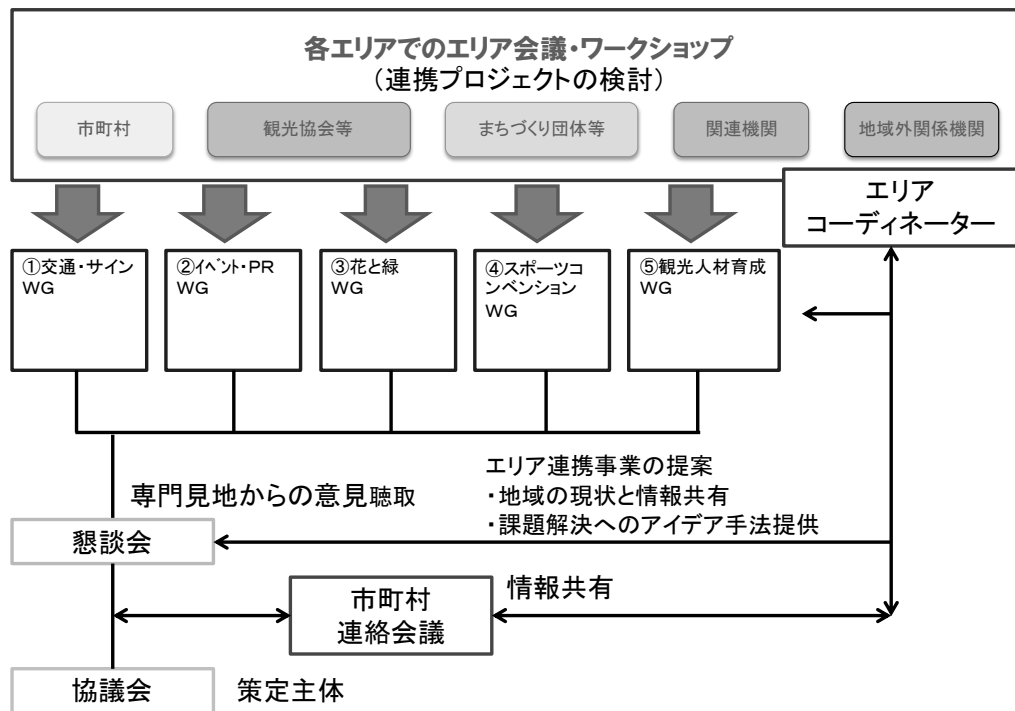 各エリアでのエリア会議・ワークショップ
（連携プロジェクトの検討）
市町村
観光協会等
まちづくり団体等
関連機関
地域外関係機関
エリア
コーディネーター
①交通・サイン
ＷＧ
②ｲﾍﾞﾝﾄ・PR
ＷＧ
③花と緑
ＷＧ
④スポーツコ
ンベンション
ＷＧ
⑤観光人材育成
ＷＧ
エリア連携事業の提案
・地域の現状と情報共有
・課題解決へのアイデア手法提供
専門見地からの意見聴取
懇談会
情報共有
市町村
連絡会議
協議会
策定主体